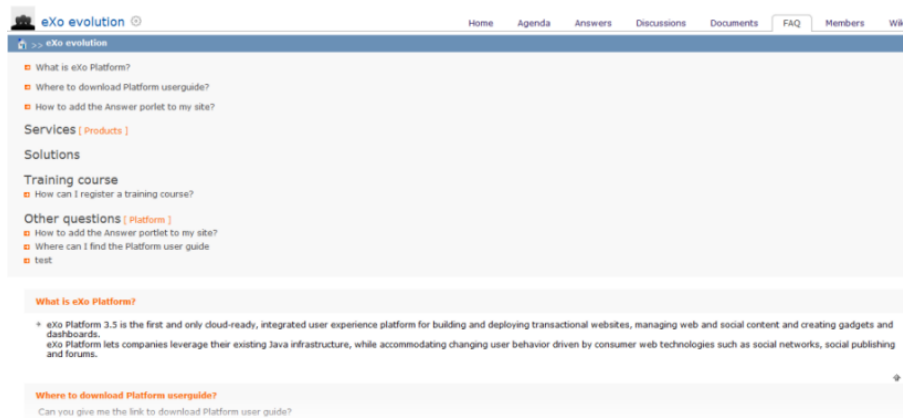 eXo evolution
Home Agenda Answers Discussions Documents FAQ Members Wik
>> eXo evolution
What is eXo Platform?
Where to download Platform userguide?
How to add the Answer porlet to my site?
Services [ Products ]
Solutions
Training course
How can I register a training course?
Other questions [ Platform ]
How to add the Answer portlet to my site?
Where can I find the Platform user guide
test
What is eXo Platform?
eXo Platform 3.5 is the first and only cloud-ready, integrated user experience platform for building and deploying transactional websites, managing web and social content and creating gadgets and
dashboards.
eXo Platform lets companies leverage their existing Java infrastructure, while accommodating changing user behavior driven by consumer web technologies such as social networks, social publishing
and forums.
Where to download Platform userguide?
Can you give me the link to download Platform user guide?